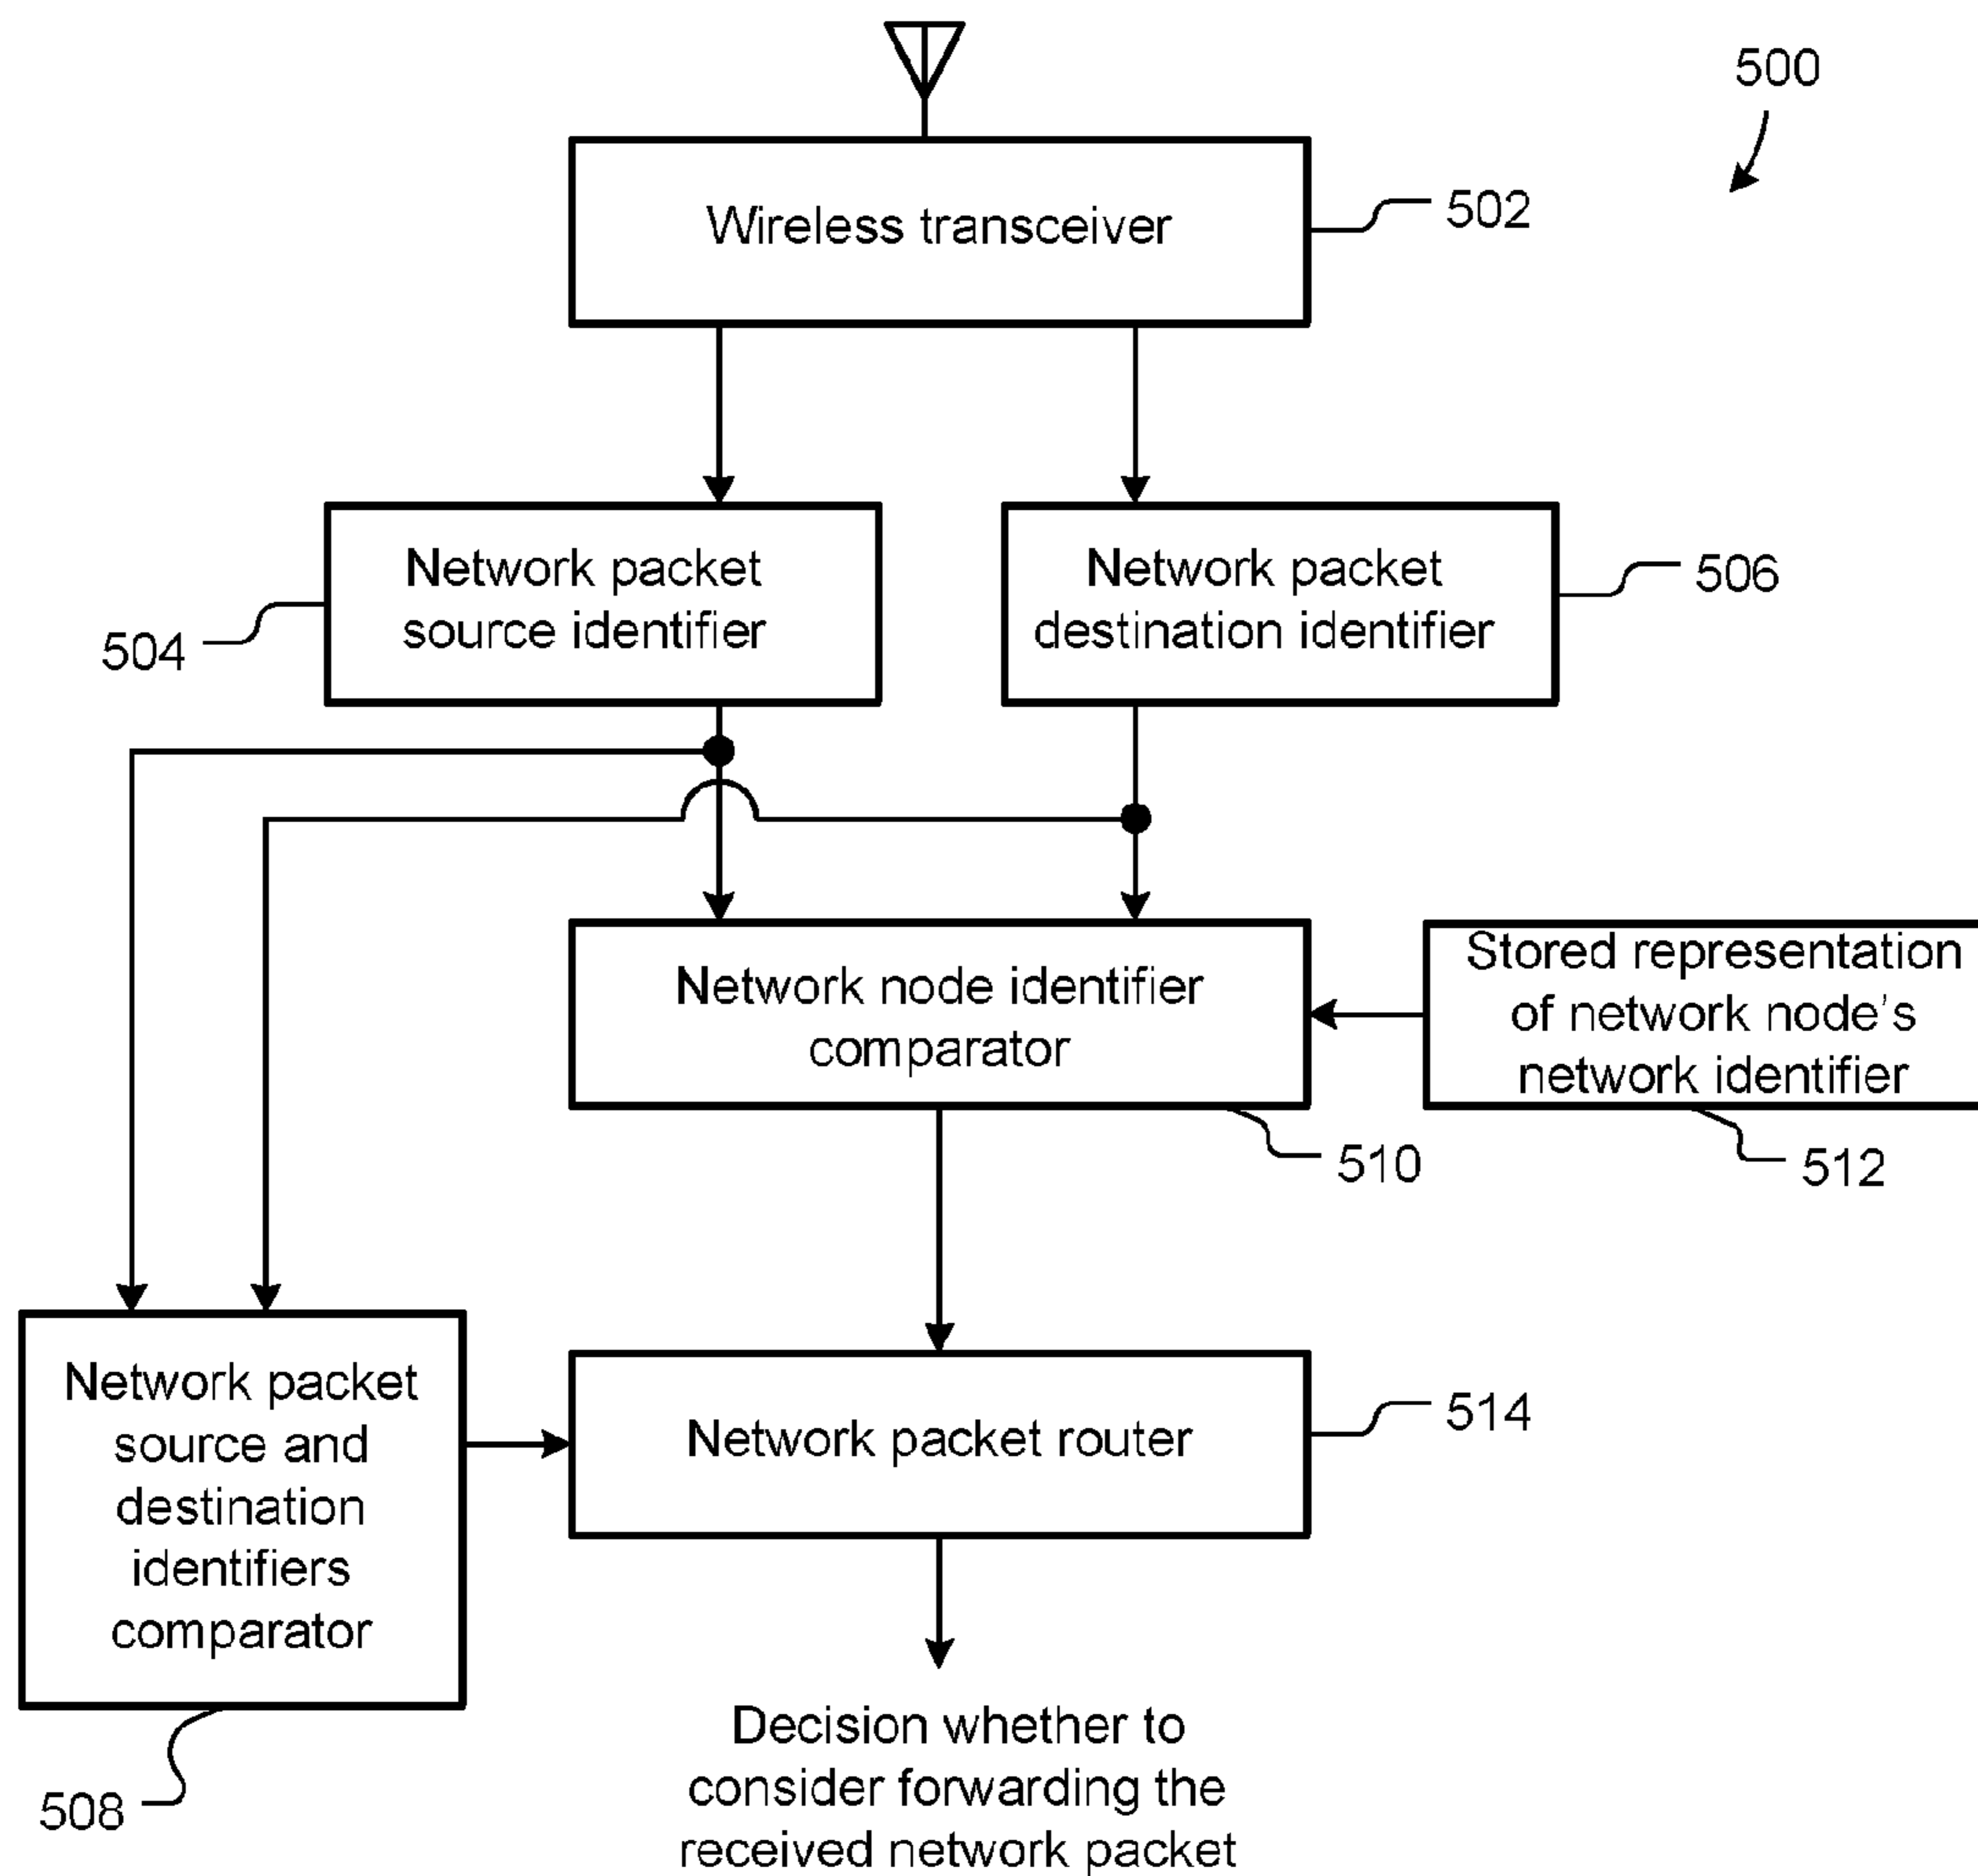 500
Wireless transceiver
502
Network packet
source identifier
504
Network packet
destination identifier
506
Network node identifier
comparator
510
Stored representation
of network node's
network identifier
512
Network packet
source and
destination
identifiers
comparator
508
Network packet router
514
Decision whether to
consider forwarding the
received network packet